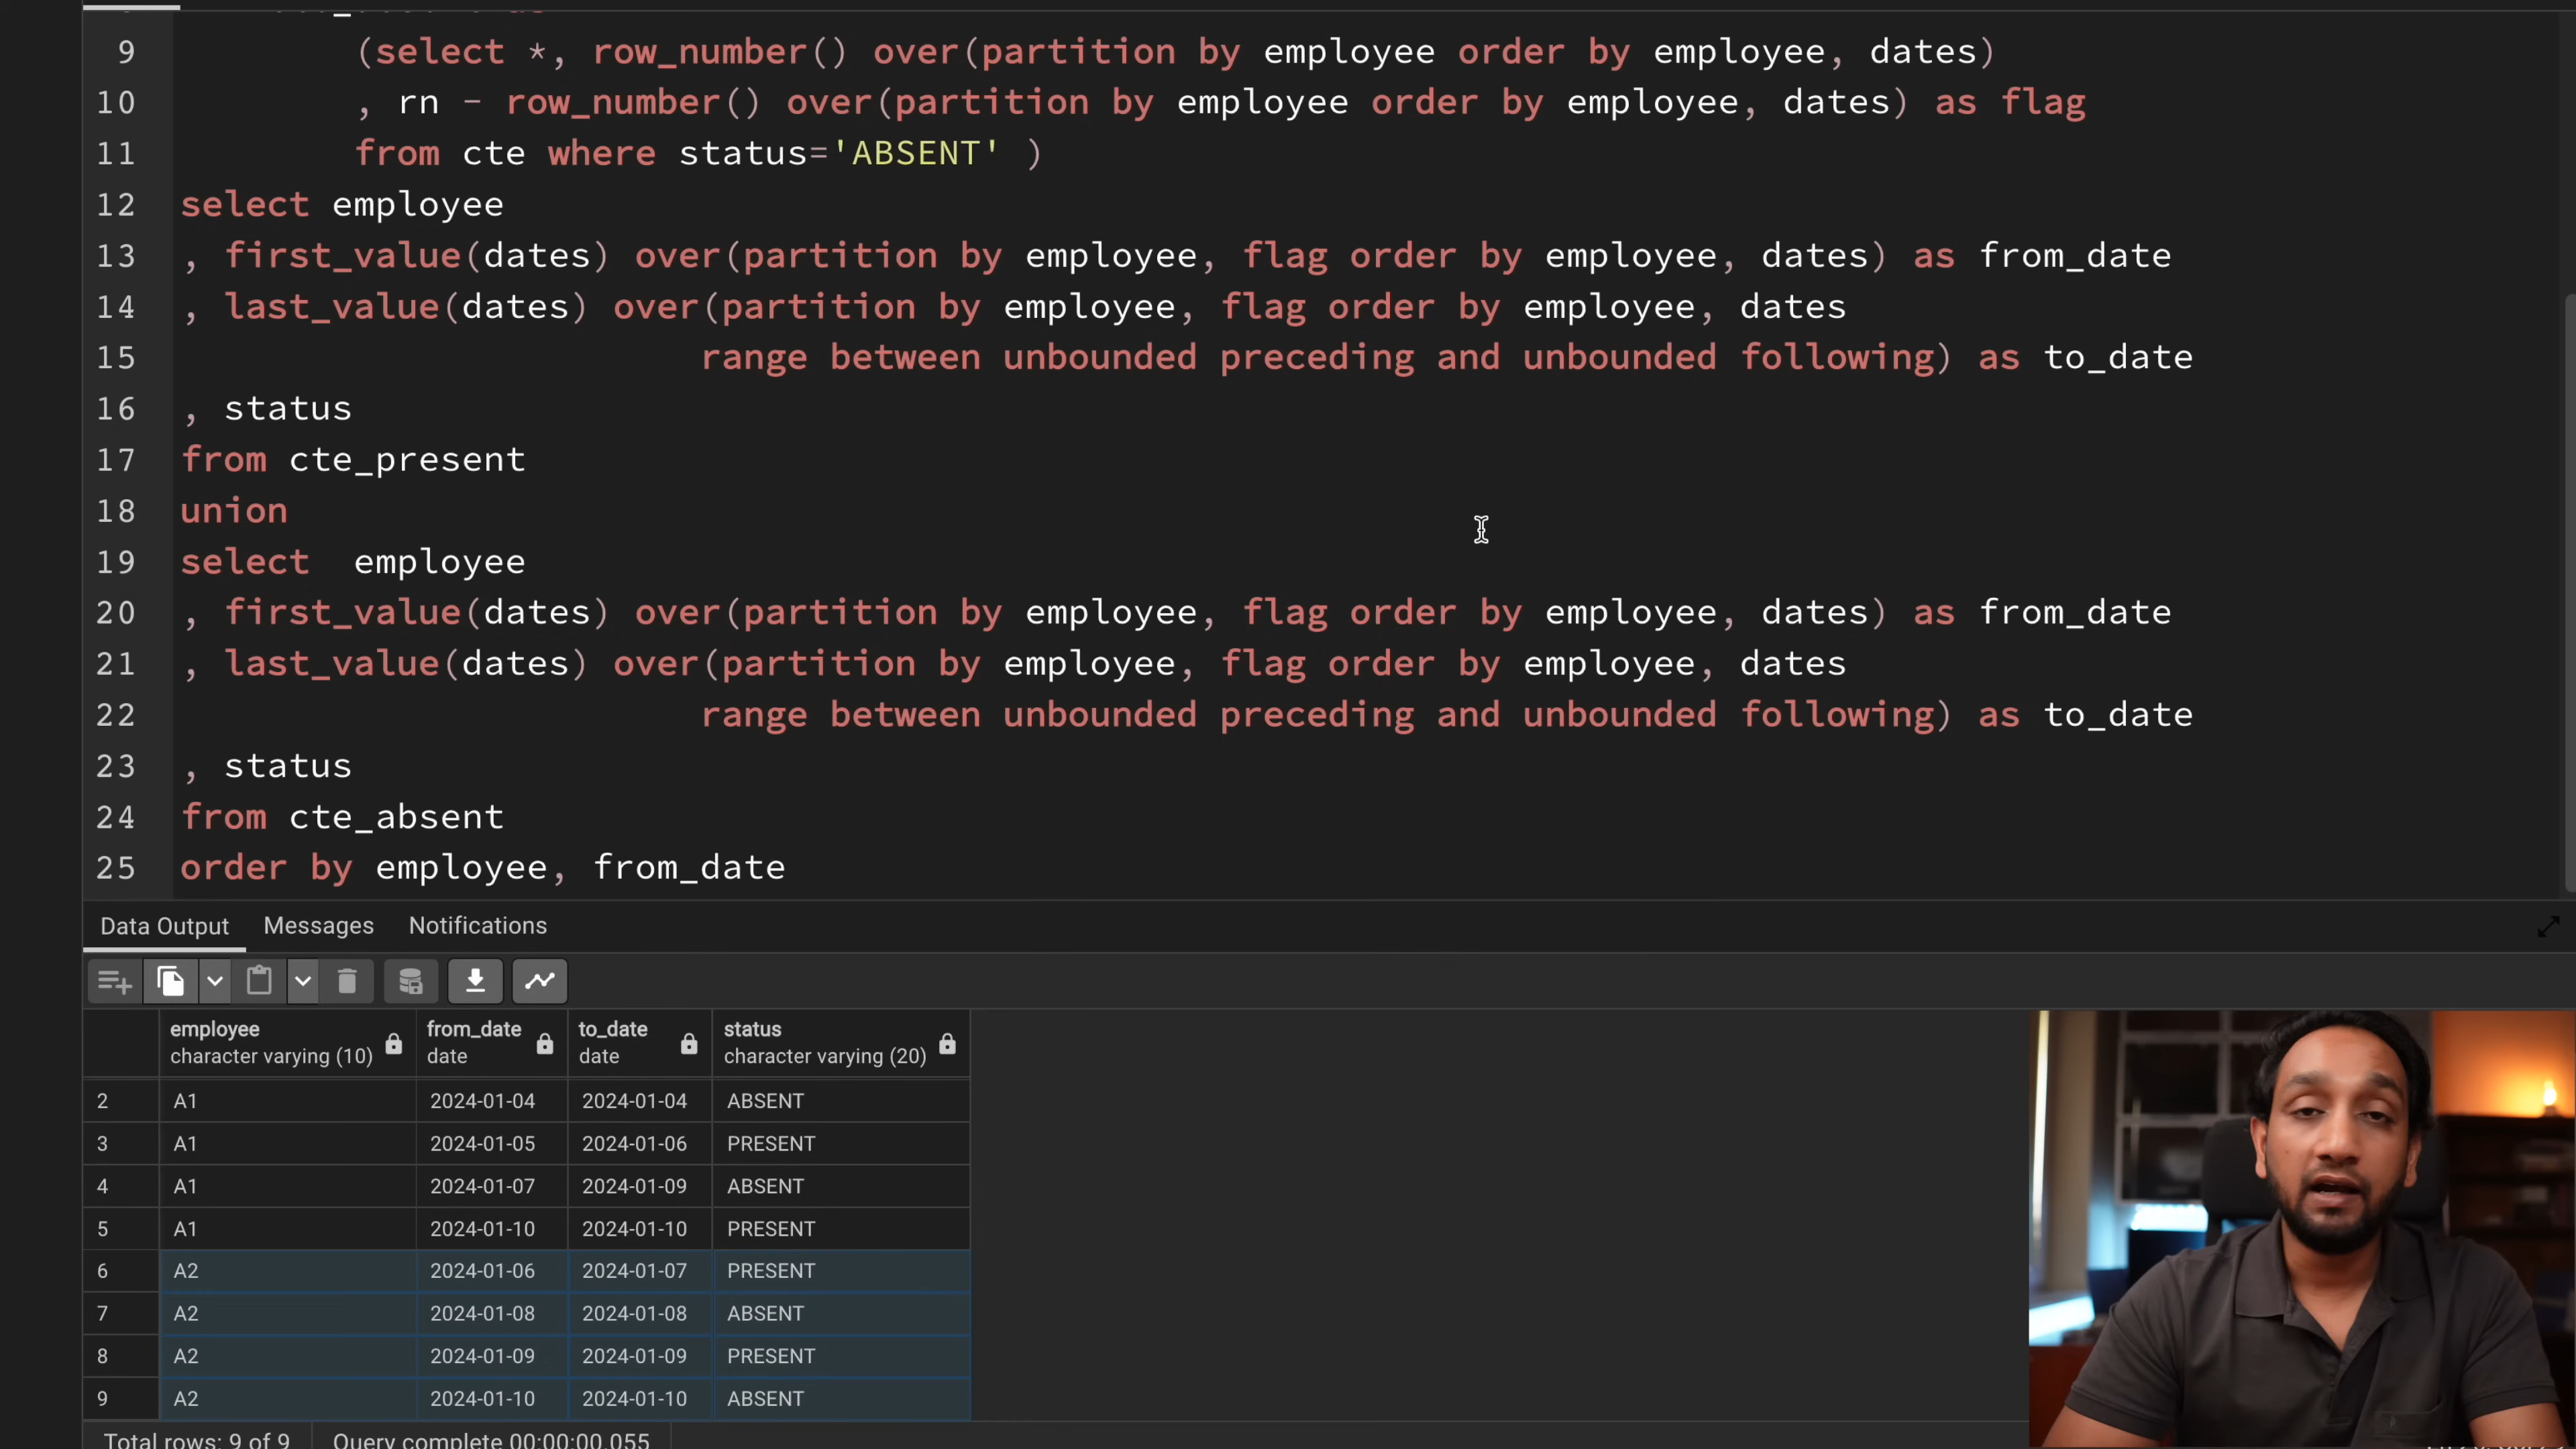 9 (select *, row_number() over(partition by employee order by employee, dates)
10 , rn - row_number() over(partition by employee order by employee, dates) as flag
11 from cte where status='ABSENT' )
12 select employee
13 , first_value(dates) over(partition by employee, flag order by employee, dates) as from_date
14 , last_value(dates) over(partition by employee, flag order by employee, dates
15 range between unbounded preceding and unbounded following) as to_date
16 , status
17 from cte_present
18 union
19 select  employee
20 , first_value(dates) over(partition by employee, flag order by employee, dates) as from_date
21 , last_value(dates) over(partition by employee, flag order by employee, dates
22 range between unbounded preceding and unbounded following) as to_date
23 , status
24 from cte_absent
25 order by employee, from_date
Data Output Messages Notifications
employee from_date to_date status
character varying (10) date date character varying (20)
2 A1 2024-01-04 2024-01-04 ABSENT
3 A1 2024-01-05 2024-01-06 PRESENT
4 A1 2024-01-07 2024-01-09 ABSENT
5 A1 2024-01-10 2024-01-10 PRESENT
6 A2 2024-01-06 2024-01-07 PRESENT
7 A2 2024-01-08 2024-01-08 ABSENT
8 A2 2024-01-09 2024-01-09 PRESENT
9 A2 2024-01-10 2024-01-10 ABSENT
Total rows: 9 of 9 Query complete 00:00:00.055